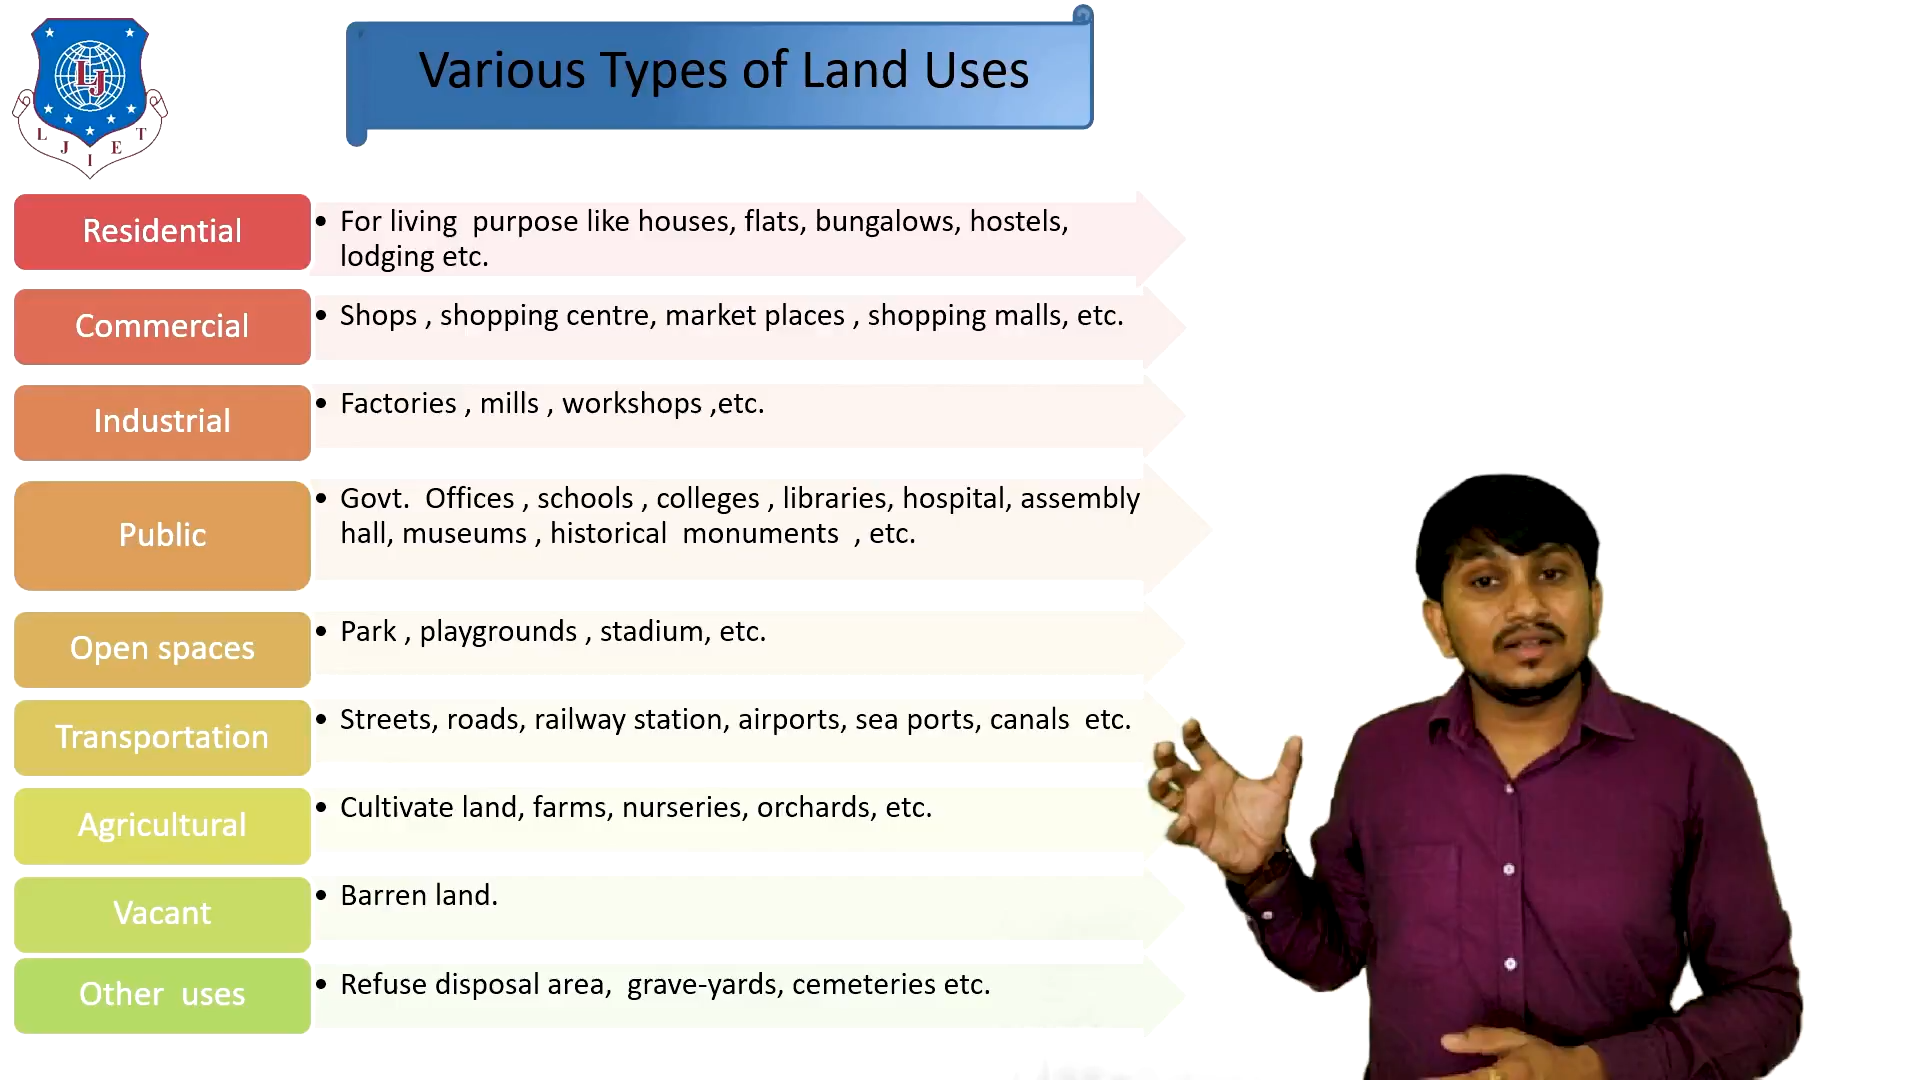 LJ
L J I E T
Various Types of Land Uses
Residential
• For living purpose like houses, flats, bungalows, hostels,
lodging etc.
Commercial
• Shops , shopping centre, market places , shopping malls, etc.
Industrial
• Factories , mills , workshops ,etc.
Public
• Govt. Offices , schools , colleges , libraries, hospital, assembly
hall, museums , historical monuments , etc.
Open spaces
• Park , playgrounds , stadium, etc.
Transportation
• Streets, roads, railway station, airports, sea ports, canals etc.
Agricultural
• Cultivate land, farms, nurseries, orchards, etc.
Vacant
• Barren land.
Other uses
• Refuse disposal area, grave-yards, cemeteries etc.